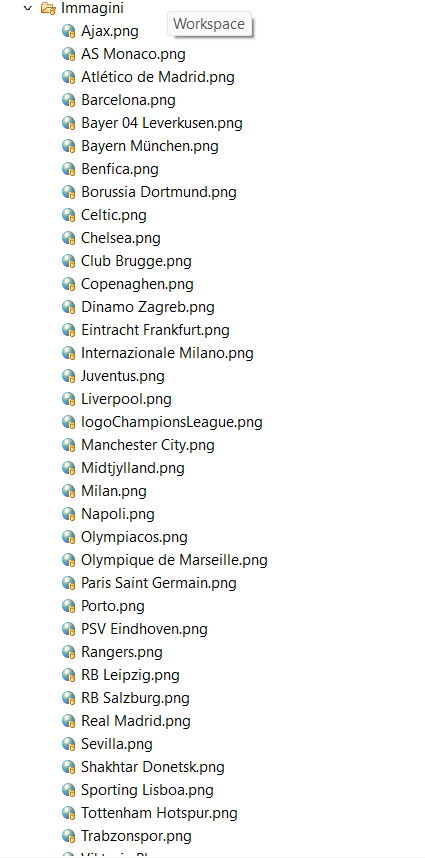 Immagini
Workspace
Ajax.png
AS Monaco.png
Atlético de Madrid.png
Barcelona.png
Bayer 04 Leverkusen.png
Bayern München.png
Benfica.png
Borussia Dortmund.png
Celtic.png
Chelsea.png
Club Brugge.png
Copenaghen.png
Dinamo Zagreb.png
Eintracht Frankfurt.png
Internazionale Milano.png
Juventus.png
Liverpool.png
logoChampionsLeague.png
Manchester City.png
Midtjylland.png
Milan.png
Napoli.png
Olympiacos.png
Olympique de Marseille.png
Paris Saint Germain.png
Porto.png
PSV Eindhoven.png
Rangers.png
RB Leipzig.png
RB Salzburg.png
Real Madrid.png
Sevilla.png
Shakhtar Donetsk.png
Sporting Lisboa.png
Tottenham Hotspur.png
Trabzonspor.png